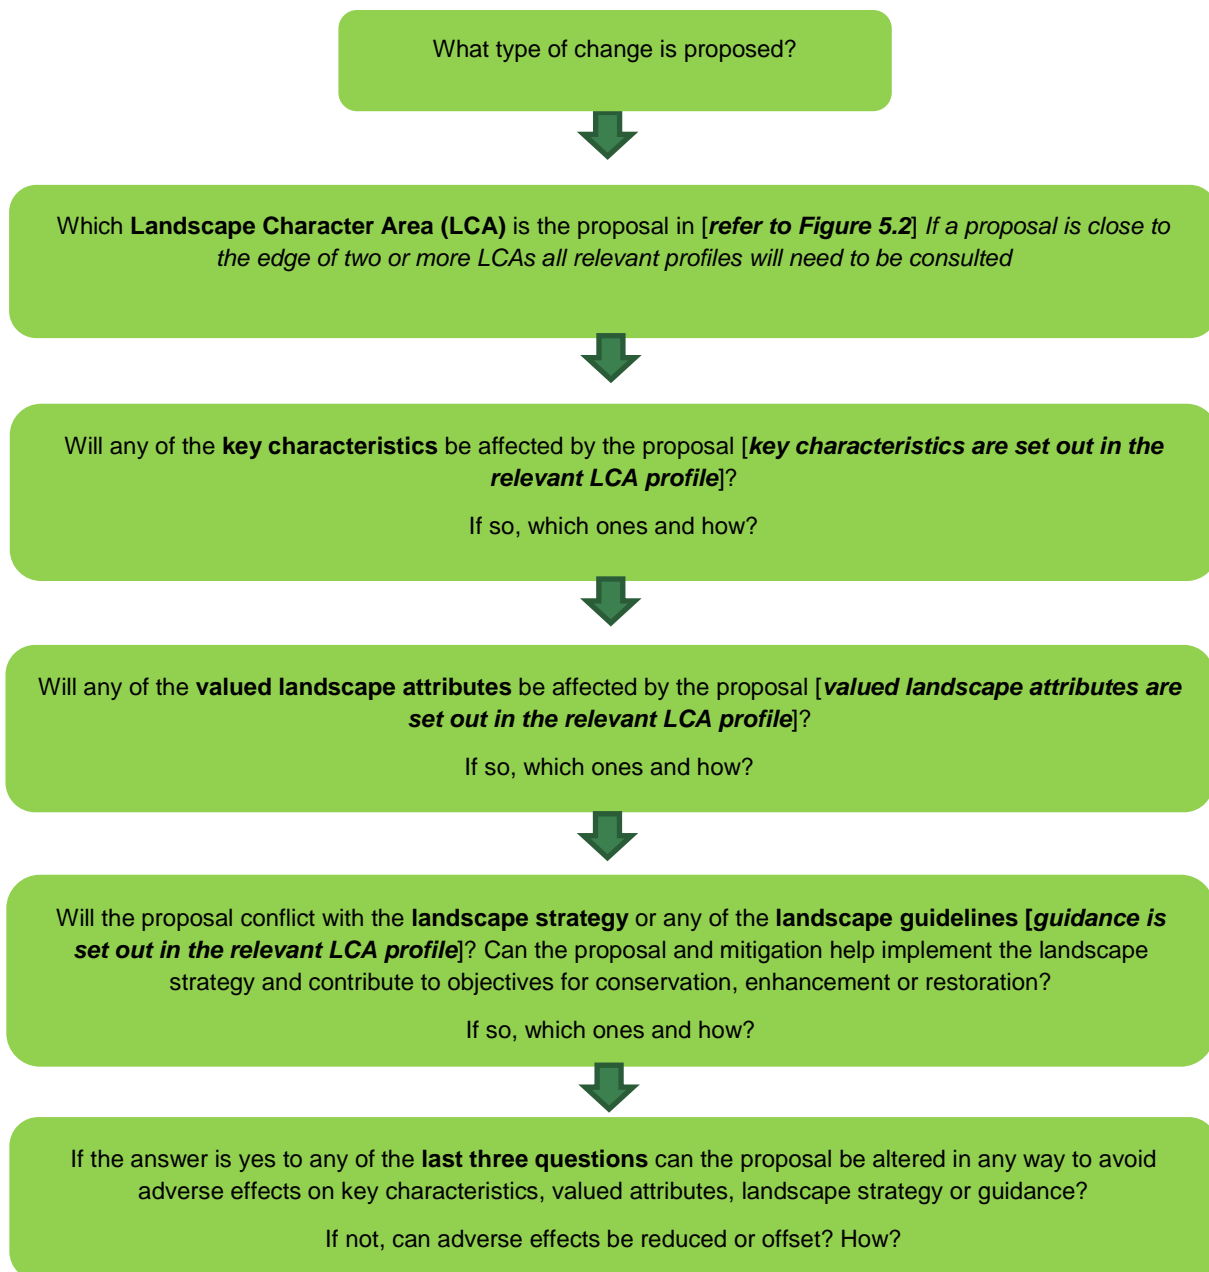 What type of change is proposed?
Which Landscape Character Area (LCA) is the proposal in [refer to Figure 5.2] If a proposal is close to
the edge of two or more LCAs all relevant profiles will need to be consulted
Will any of the key characteristics be affected by the proposal [key characteristics are set out in the
relevant LCA profile]?
If so, which ones and how?
Will any of the valued landscape attributes be affected by the proposal [valued landscape attributes are
set out in the relevant LCA profile]?
If so, which ones and how?
Will the proposal conflict with the landscape strategy or any of the landscape guidelines [guidance is
set out in the relevant LCA profile]? Can the proposal and mitigation help implement the landscape
strategy and contribute to objectives for conservation, enhancement or restoration?
If so, which ones and how?
If the answer is yes to any of the last three questions can the proposal be altered in any way to avoid
adverse effects on key characteristics, valued attributes, landscape strategy or guidance?
If not, can adverse effects be reduced or offset? How?